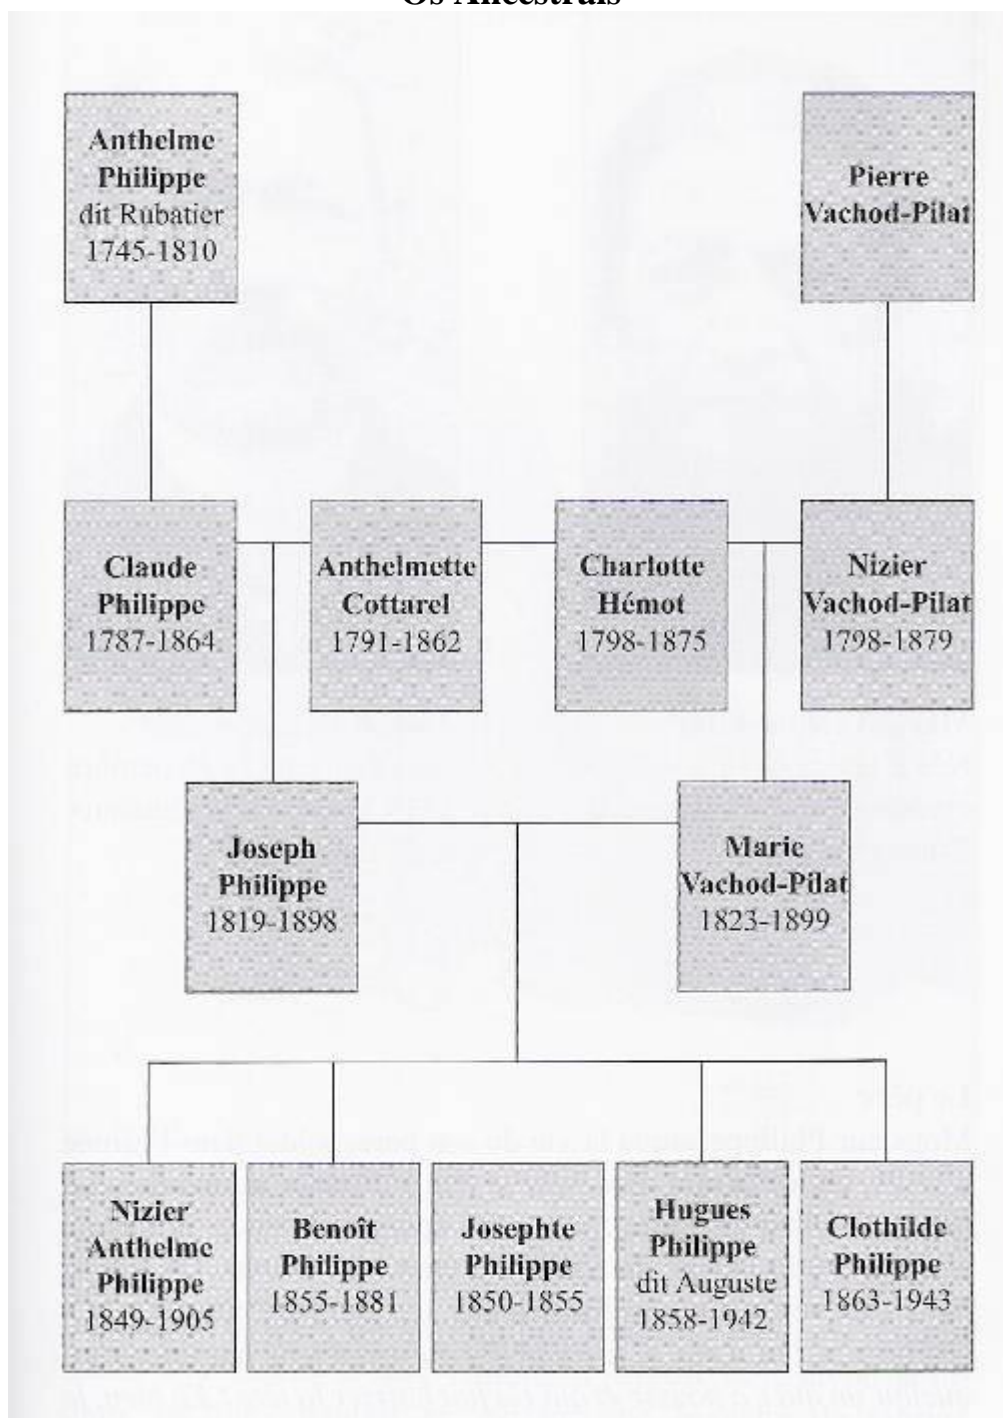 Os Ancestrais
Anthelme
Philippe
dit Rubatier
1745-1810
Pierre
Vachod-Pilat
Claude
Philippe
1787-1864
Anthelmette
Cottarel
1791-1862
Charlotte
Hémot
1798-1875
Nizier
Vachod-Pilat
1798-1879
Joseph
Philippe
1819-1898
Marie
Vachod-Pilat
1823-1899
Nizier
Anthelme
Philippe
1849-1905
Benoît
Philippe
1855-1881
Josephte
Philippe
1850-1855
Hugues
Philippe
dit Auguste
1858-1942
Clothilde
Philippe
1863-1943